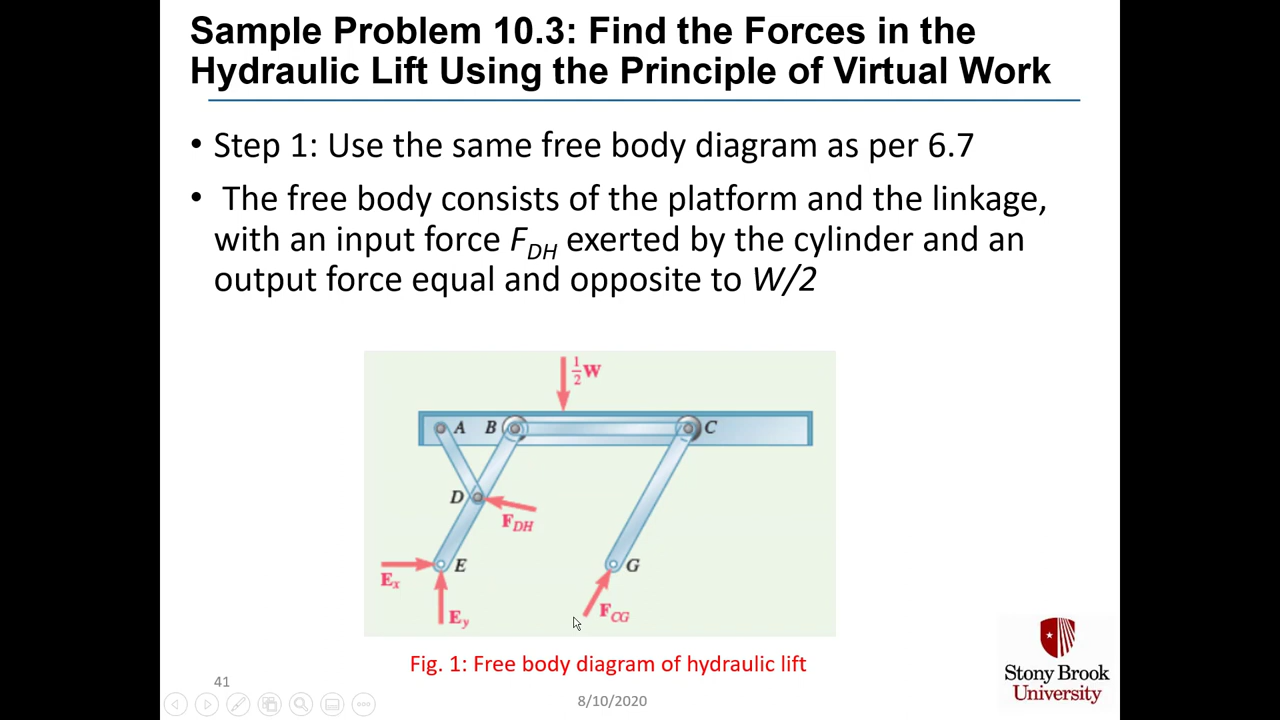 Sample Problem 10.3: Find the Forces in the
Hydraulic Lift Using the Principle of Virtual Work
• Step 1: Use the same free body diagram as per 6.7
• The free body consists of the platform and the linkage,
with an input force F_DH exerted by the cylinder and an
output force equal and opposite to W/2
½W
A B C
D
F_DH
E G
E_x
E_y
F_CG
Fig. 1: Free body diagram of hydraulic lift
41
8/10/2020
Stony Brook
University